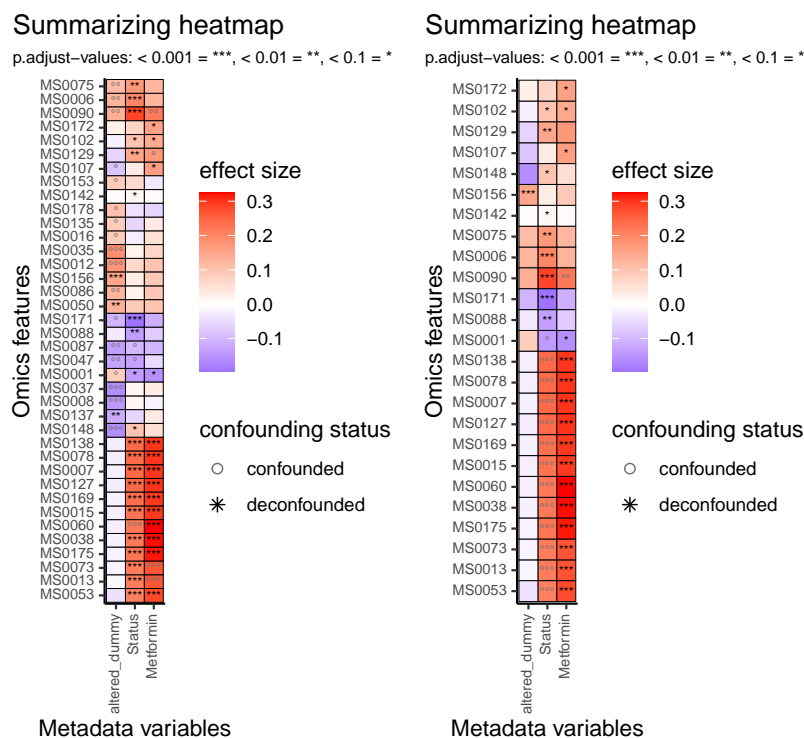 Summarizing heatmap
p.adjust−values: < 0.001 = ***, < 0.01 = **, < 0.1 = *
Omics features
MS0075 ○○ **
MS0006 ○○ ***
MS0090 ○○ *** ○○
MS0172 *
MS0102 * *
MS0129 ** ○
MS0107 ○ *
MS0153 ○
MS0142 *
MS0178 ○
MS0135 ○
MS0016 ○
MS0035 ○○○
MS0012 ○○○
MS0156 ***
MS0086 ○○
MS0050 **
MS0171 ○ ***
MS0088 **
MS0087 ○○ ○
MS0047 ○○ ○
MS0001 ○ * *
MS0037 ○○○
MS0008 ○○○
MS0137 **
MS0148 ○○○ *
MS0138 *** ***
MS0078 *** ***
MS0007 *** ***
MS0127 *** ***
MS0169 *** ***
MS0015 *** ***
MS0060 ○○○ ***
MS0038 *** ***
MS0175 *** ***
MS0073 *** ○○○
MS0013 *** ○○○
MS0053 *** ***
altered_dummy
Status
Metformin
Metadata variables
effect size
0.3
0.2
0.1
0.0
−0.1
confounding status
○ confounded
* deconfounded
Summarizing heatmap
p.adjust−values: < 0.001 = ***, < 0.01 = **, < 0.1 = *
Omics features
MS0172 *
MS0102 * *
MS0129 **
MS0107 *
MS0148 *
MS0156 ***
MS0142 *
MS0075 **
MS0006 ***
MS0090 *** ○○
MS0171 ***
MS0088 **
MS0001 ○ *
MS0138 ○○○ ***
MS0078 ○○○ ***
MS0007 ○○○ ***
MS0127 ○○○ ***
MS0169 ○○○ ***
MS0015 ○○○ ***
MS0060 ○○○ ***
MS0038 ○○○ ***
MS0175 ○○○ ***
MS0073 ○○○ ***
MS0013 ○○○ ***
MS0053 ○○○ ***
altered_dummy
Status
Metformin
Metadata variables
effect size
0.3
0.2
0.1
0.0
−0.1
confounding status
○ confounded
* deconfounded